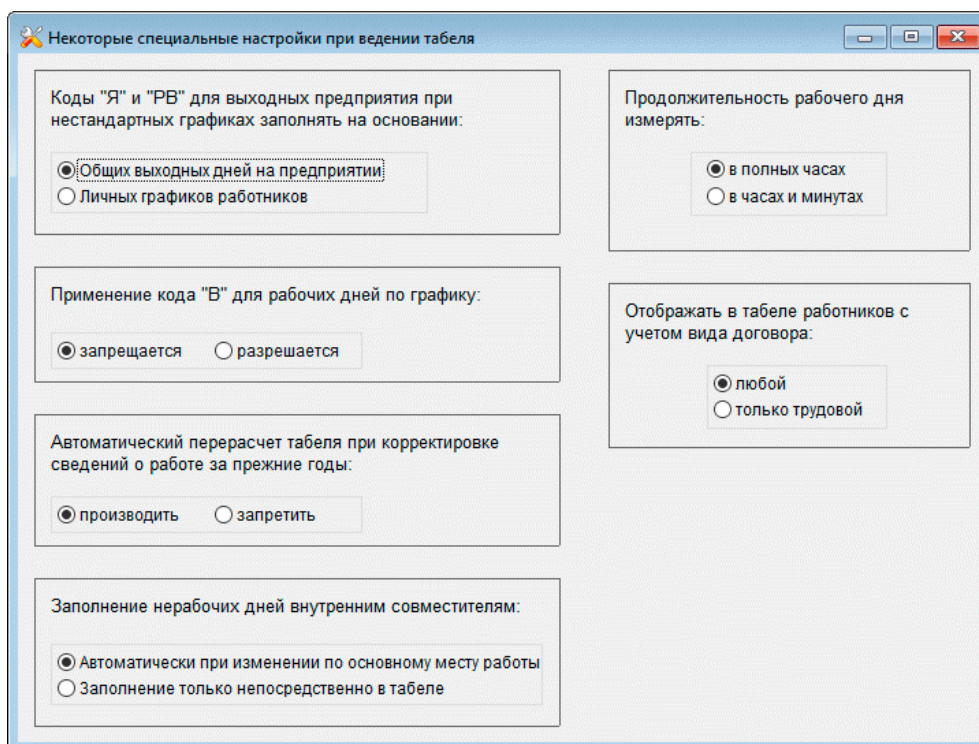 Некоторые специальные настройки при ведении табеля
Коды "Я" и "РВ" для выходных предприятия при
нестандартных графиках заполнять на основании:
Общих выходных дней на предприятии
Личных графиков работников
Применение кода "В" для рабочих дней по графику:
запрещается разрешается
Автоматический перерасчет табеля при корректировке
сведений о работе за прежние годы:
производить запретить
Заполнение нерабочих дней внутренним совместителям:
Автоматически при изменении по основному месту работы
Заполнение только непосредственно в табеле
Продолжительность рабочего дня
измерять:
в полных часах
в часах и минутах
Отображать в табеле работников с
учетом вида договора:
любой
только трудовой